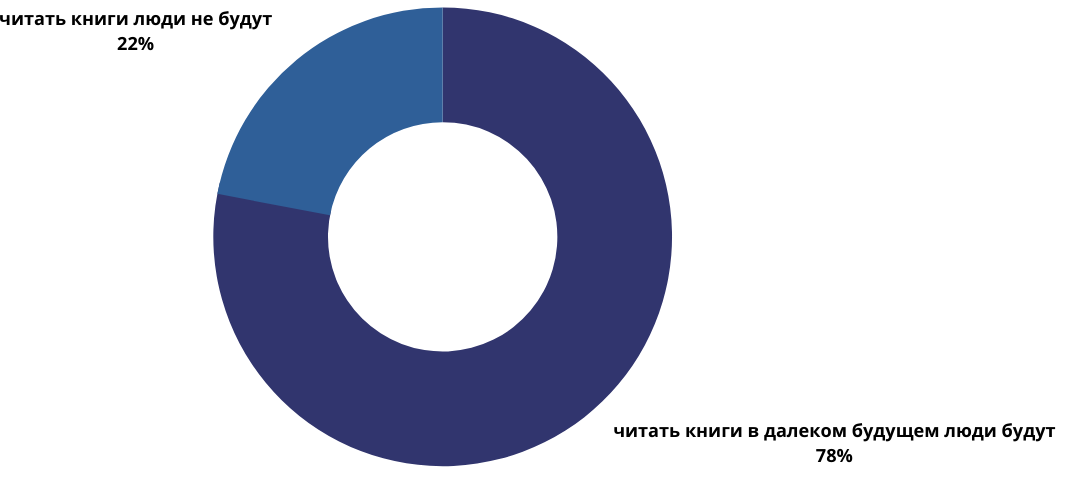 читать книги люди не будут
22%
читать книги в далеком будущем люди будут
78%